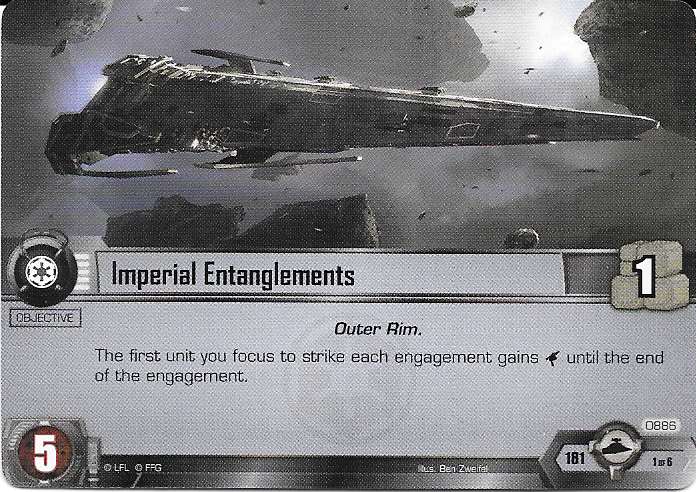 Imperial Entanglements
1
OBJECTIVE
Outer Rim.
The first unit you focus to strike each engagement gains until the end
of the engagement.
5
© LFL © FFG
Illus. Ben Zweifel
0886
181
1 OF 6